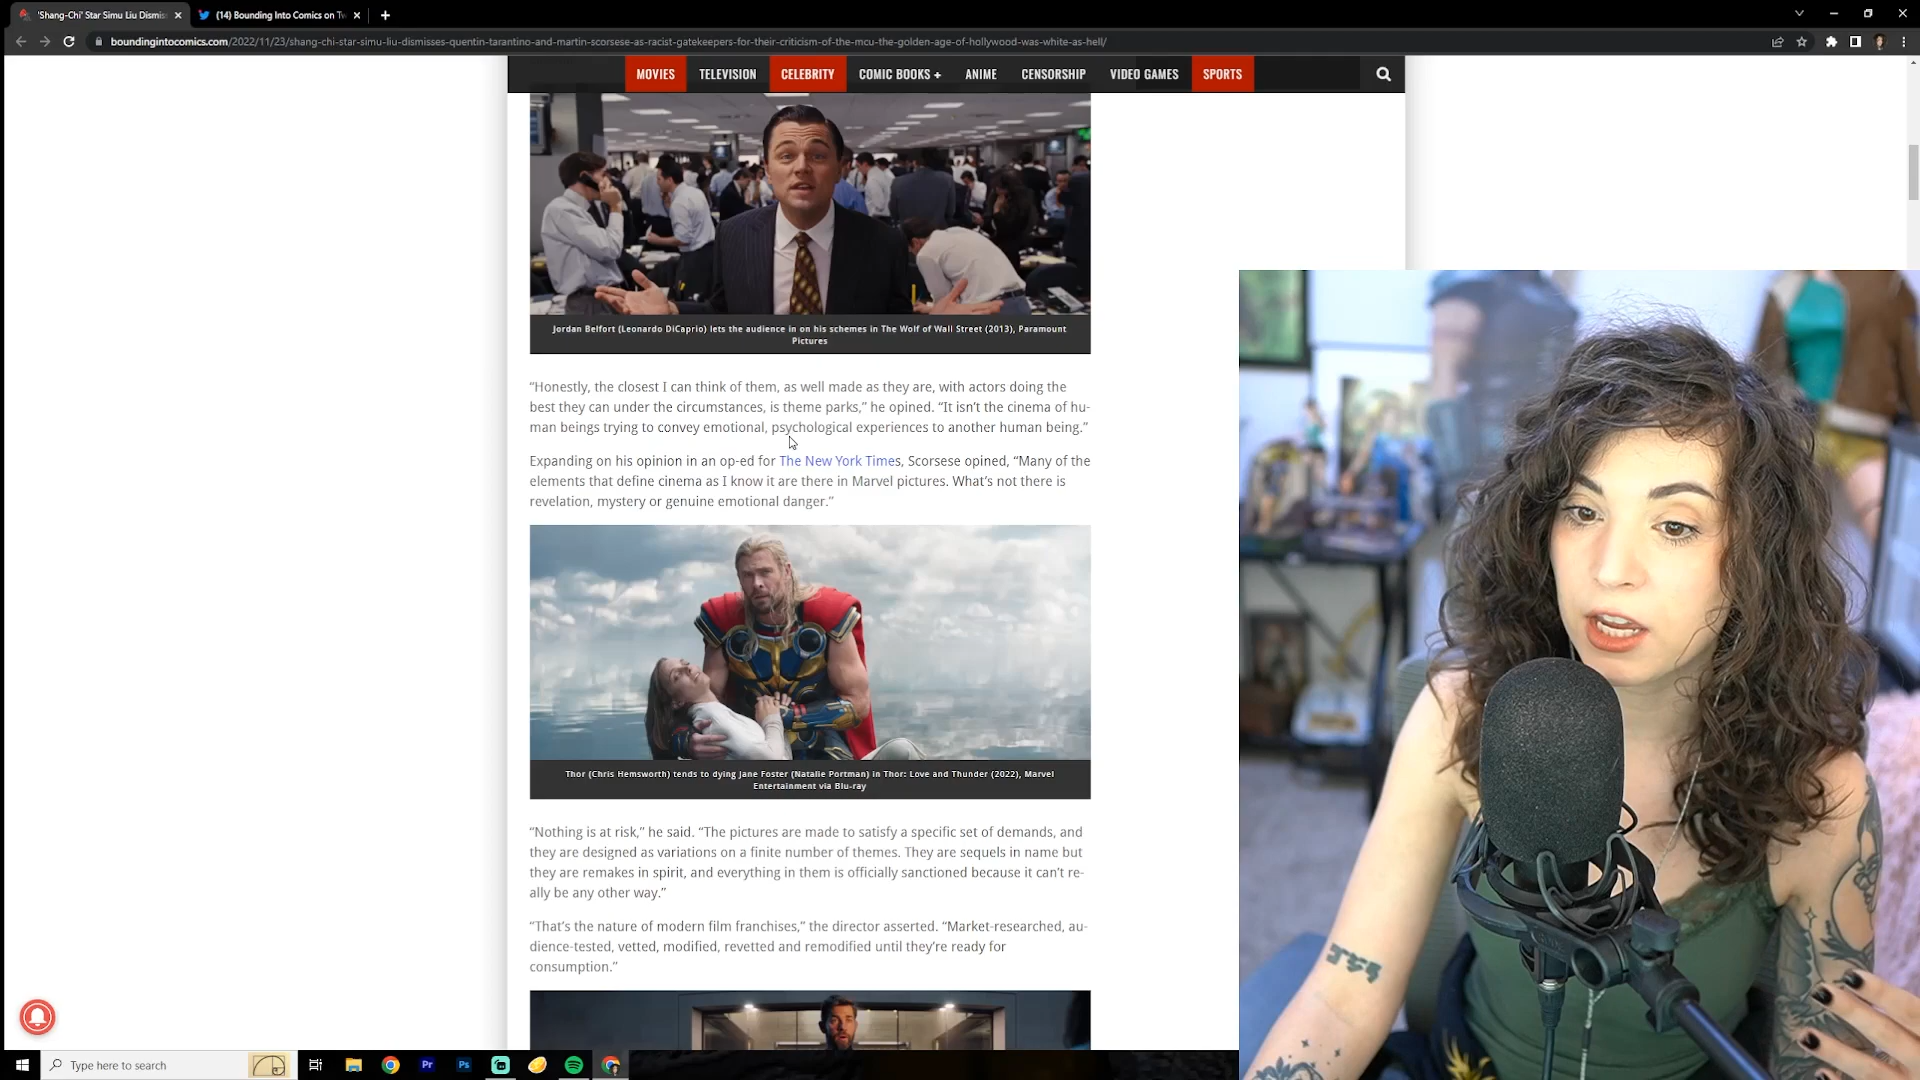 'Shang-Chi' Star Simu Liu Dismis
(14) Bounding Into Comics on Tw
boundingintocomics.com/2022/11/23/shang-chi-star-simu-liu-dismisses-quentin-tarantino-and-martin-scorsese-as-racist-gatekeepers-for-their-criticism-of-the-mcu-the-golden-age-of-hollywood-was-white-as-hell/
MOVIES TELEVISION CELEBRITY COMIC BOOKS + ANIME CENSORSHIP VIDEO GAMES SPORTS
Jordan Belfort (Leonardo DiCaprio) lets the audience in on his schemes in The Wolf of Wall Street (2013), Paramount
Pictures
“Honestly, the closest I can think of them, as well made as they are, with actors doing the
best they can under the circumstances, is theme parks,” he opined. “It isn’t the cinema of hu-
man beings trying to convey emotional, psychological experiences to another human being.”
Expanding on his opinion in an op-ed for The New York Times, Scorsese opined, “Many of the
elements that define cinema as I know it are there in Marvel pictures. What’s not there is
revelation, mystery or genuine emotional danger.”
Thor (Chris Hemsworth) tends to dying Jane Foster (Natalie Portman) in Thor: Love and Thunder (2022), Marvel
Entertainment via Blu-ray
“Nothing is at risk,” he said. “The pictures are made to satisfy a specific set of demands, and
they are designed as variations on a finite number of themes. They are sequels in name but
they are remakes in spirit, and everything in them is officially sanctioned because it can’t re-
ally be any other way.”
“That’s the nature of modern film franchises,” the director asserted. “Market-researched, au-
dience-tested, vetted, modified, revetted and remodified until they’re ready for
consumption.”
Type here to search
Pr
Ps